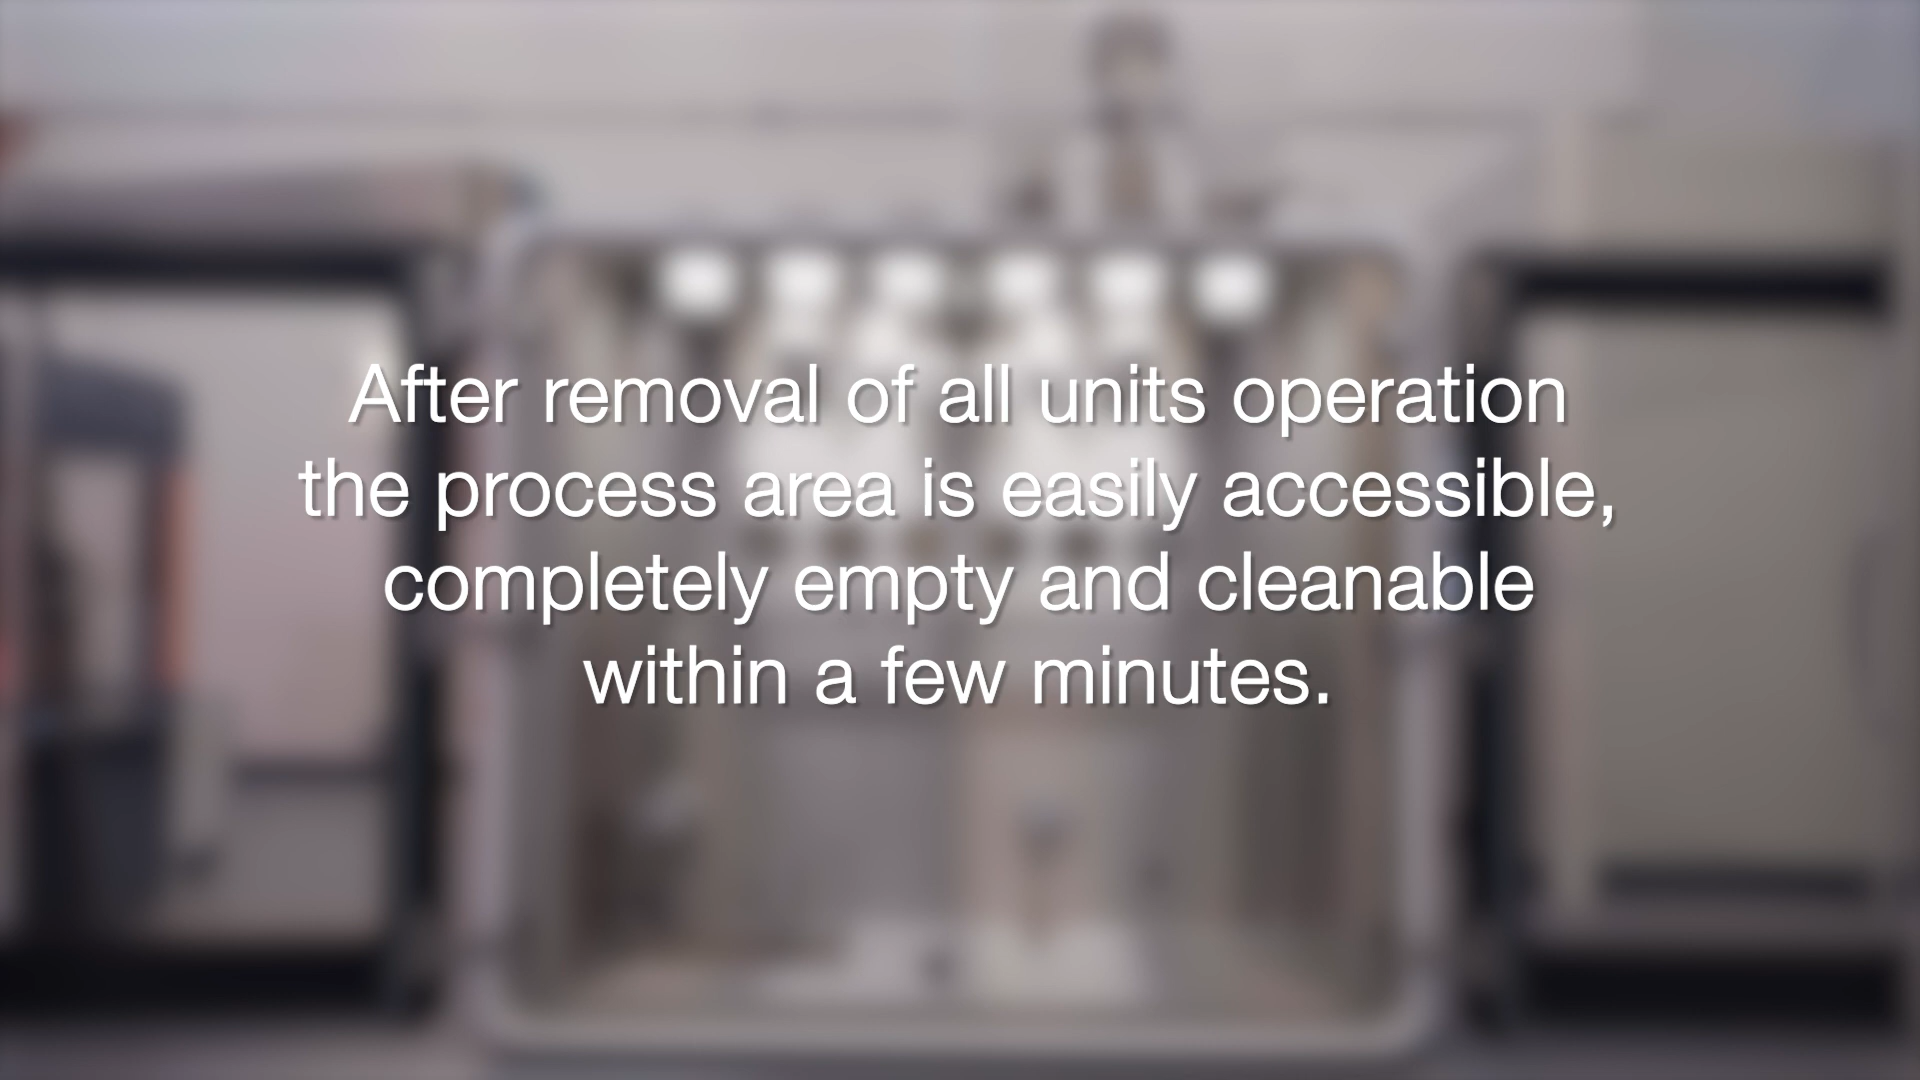 After removal of all units operation
the process area is easily accessible,
completely empty and cleanable
within a few minutes.